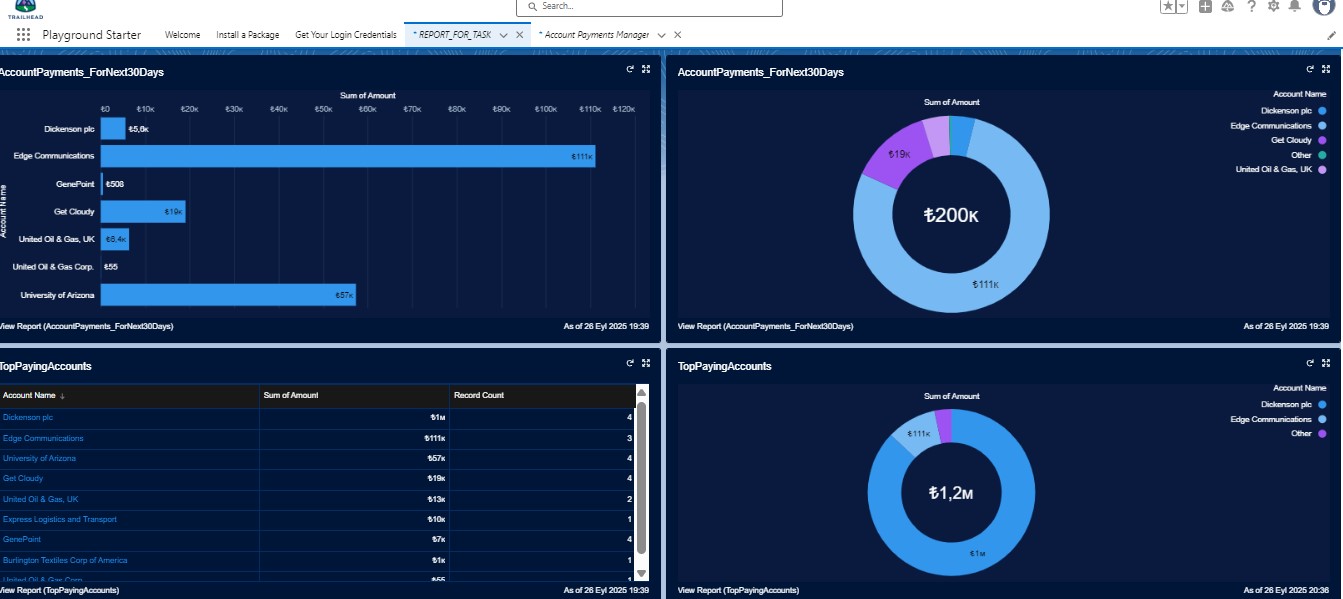 TRAILHEAD
Search...
Playground Starter
Welcome
Install a Package
Get Your Login Credentials
* REPORT_FOR_TASK
* Account Payments Manager
AccountPayments_ForNext30Days
Sum of Amount
₺0 ₺10K ₺20K ₺30K ₺40K ₺50K ₺60K ₺70K ₺80K ₺90K ₺100K ₺110K ₺120K
Account Name
Dickenson plc ₺5,6K
Edge Communications ₺111K
GenePoint ₺508
Get Cloudy ₺19K
United Oil & Gas, UK ₺6,4K
United Oil & Gas Corp. ₺55
University of Arizona ₺57K
View Report (AccountPayments_ForNext30Days)
As of 26 Eyl 2025 19:39
AccountPayments_ForNext30Days
Sum of Amount
₺19K
₺200K
₺111K
Account Name
Dickenson plc
Edge Communications
Get Cloudy
Other
United Oil & Gas, UK
View Report (AccountPayments_ForNext30Days)
As of 26 Eyl 2025 19:39
TopPayingAccounts
Account Name ↓ Sum of Amount Record Count
Dickenson plc ₺1M 4
Edge Communications ₺111K 3
University of Arizona ₺57K 4
Get Cloudy ₺19K 4
United Oil & Gas, UK ₺13K 2
Express Logistics and Transport ₺10K 1
GenePoint ₺7K 4
Burlington Textiles Corp of America ₺1K 1
United Oil & Gas Corp. ₺55 1
View Report (TopPayingAccounts)
As of 26 Eyl 2025 19:39
TopPayingAccounts
Sum of Amount
₺111K
₺1,2M
₺1M
Account Name
Dickenson plc
Edge Communications
Other
View Report (TopPayingAccounts)
As of 26 Eyl 2025 20:36